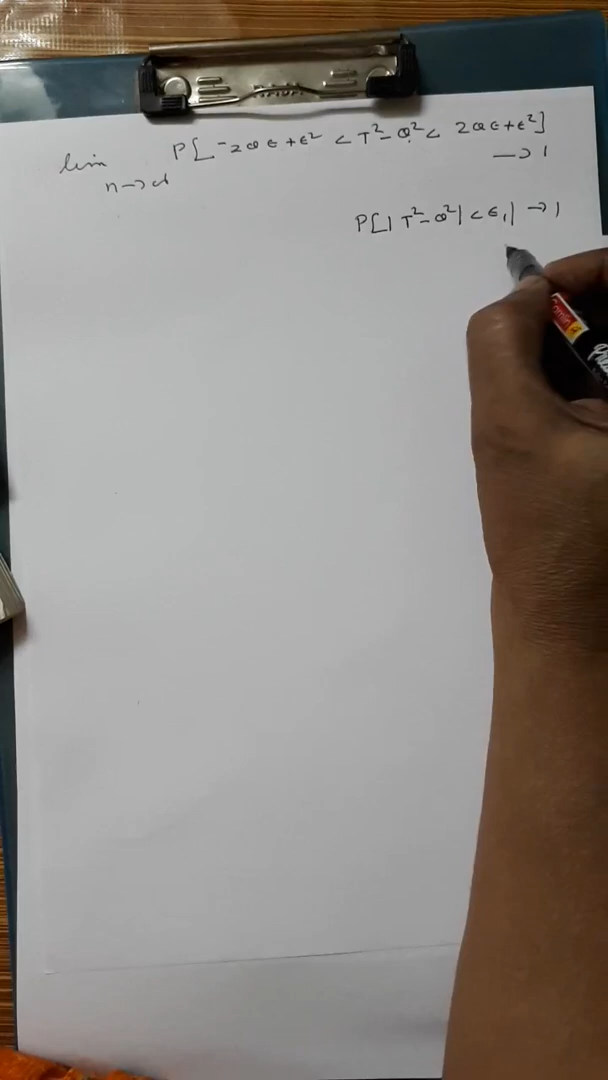 lim n→∞ P[-2θϵ+ϵ² < T²-θ² < 2θϵ+ϵ²]
→ 1
P[|T²-θ²| < ϵ₁] → 1